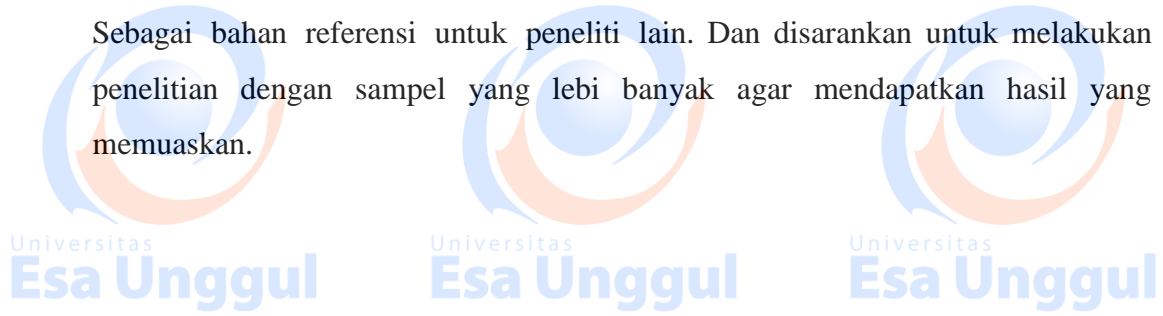 Sebagai bahan referensi untuk peneliti lain. Dan disarankan untuk melakukan
penelitian dengan sampel yang lebi banyak agar mendapatkan hasil yang
memuaskan.
Universitas Universitas Universitas
Esa Unggul Esa Unggul Esa Unggul